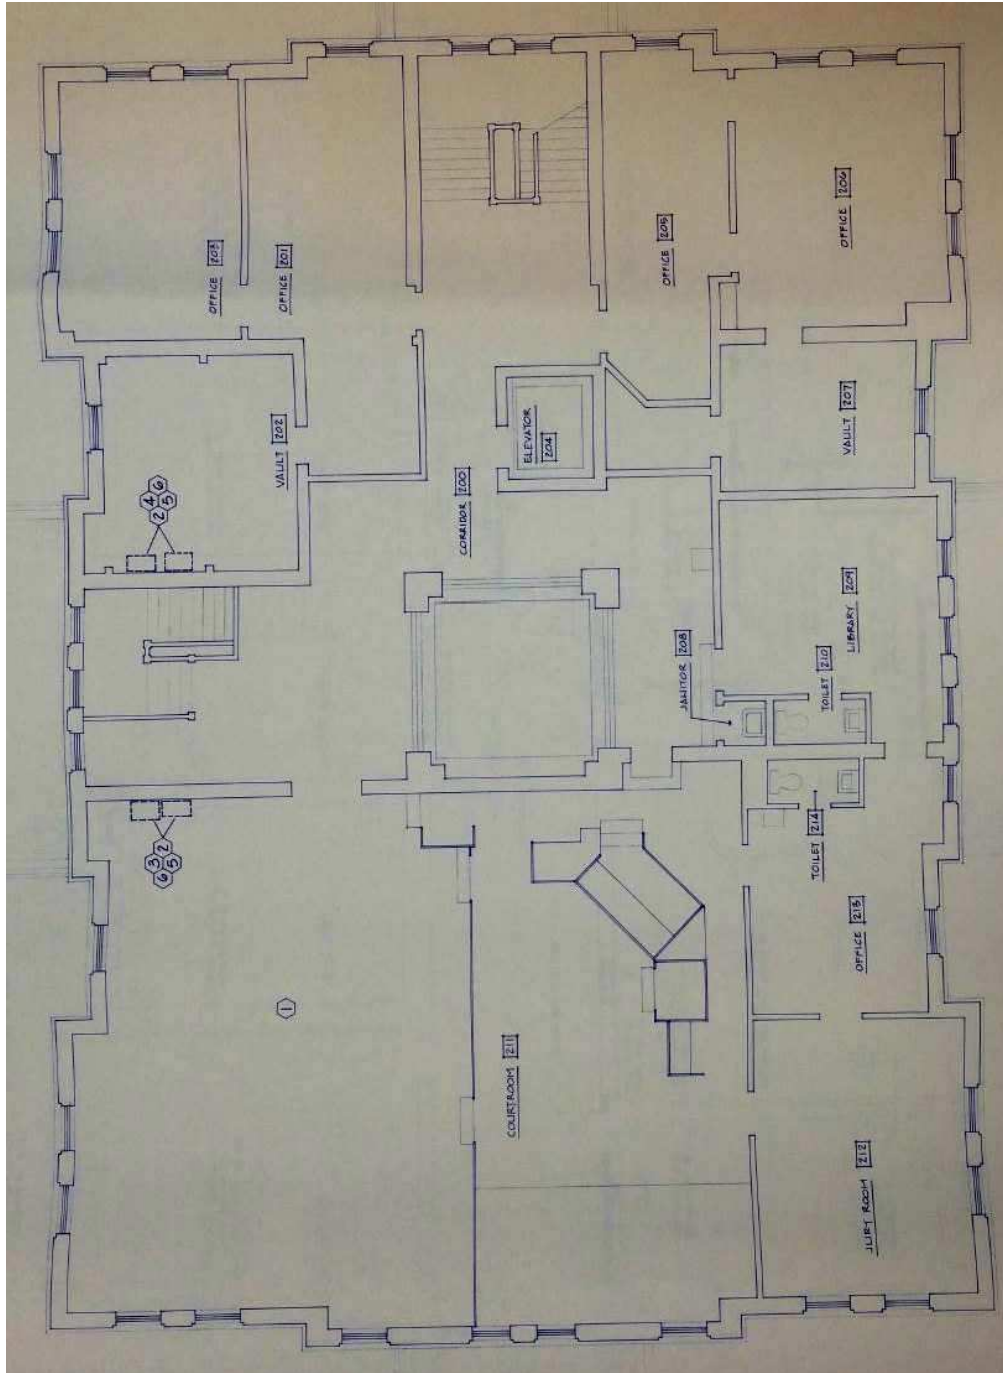 OFFICE 203
OFFICE 201
OFFICE 205
OFFICE 206
VAULT 202
ELEVATOR
204
VAULT 207
4
2 6
5
CORRIDOR 200
JANITOR 208
LIBRARY 209
TOILET 210
3
6 2
5
TOILET 214
OFFICE 213
1
COURTROOM 211
JURY ROOM 212